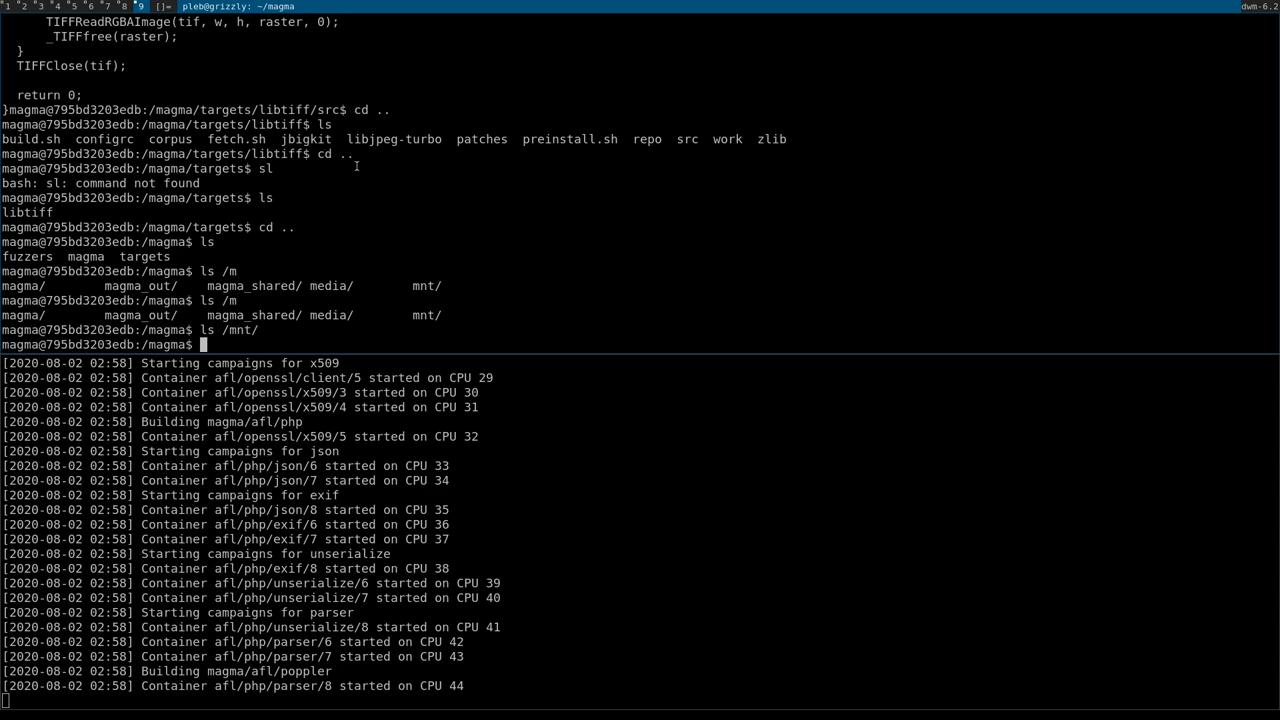 1 2 3 4 5 6 7 8 9 []= pleb@grizzly: ~/magma dwm-6.2
TIFFReadRGBAImage(tif, w, h, raster, 0);
_TIFFfree(raster);
}
TIFFClose(tif);
return 0;
}magma@795bd3203edb:/magma/targets/libtiff/src$ cd ..
magma@795bd3203edb:/magma/targets/libtiff$ ls
build.sh configrc corpus fetch.sh jbigkit libjpeg-turbo patches preinstall.sh repo src work zlib
magma@795bd3203edb:/magma/targets/libtiff$ cd ..
magma@795bd3203edb:/magma/targets$ sl
bash: sl: command not found
magma@795bd3203edb:/magma/targets$ ls
libtiff
magma@795bd3203edb:/magma/targets$ cd ..
magma@795bd3203edb:/magma$ ls
fuzzers magma targets
magma@795bd3203edb:/magma$ ls /m
magma/ magma_out/ magma_shared/ media/ mnt/
magma@795bd3203edb:/magma$ ls /m
magma/ magma_out/ magma_shared/ media/ mnt/
magma@795bd3203edb:/magma$ ls /mnt/
magma@795bd3203edb:/magma$
[2020-08-02 02:58] Starting campaigns for x509
[2020-08-02 02:58] Container afl/openssl/client/5 started on CPU 29
[2020-08-02 02:58] Container afl/openssl/x509/3 started on CPU 30
[2020-08-02 02:58] Container afl/openssl/x509/4 started on CPU 31
[2020-08-02 02:58] Building magma/afl/php
[2020-08-02 02:58] Container afl/openssl/x509/5 started on CPU 32
[2020-08-02 02:58] Starting campaigns for json
[2020-08-02 02:58] Container afl/php/json/6 started on CPU 33
[2020-08-02 02:58] Container afl/php/json/7 started on CPU 34
[2020-08-02 02:58] Starting campaigns for exif
[2020-08-02 02:58] Container afl/php/json/8 started on CPU 35
[2020-08-02 02:58] Container afl/php/exif/6 started on CPU 36
[2020-08-02 02:58] Container afl/php/exif/7 started on CPU 37
[2020-08-02 02:58] Starting campaigns for unserialize
[2020-08-02 02:58] Container afl/php/exif/8 started on CPU 38
[2020-08-02 02:58] Container afl/php/unserialize/6 started on CPU 39
[2020-08-02 02:58] Container afl/php/unserialize/7 started on CPU 40
[2020-08-02 02:58] Starting campaigns for parser
[2020-08-02 02:58] Container afl/php/unserialize/8 started on CPU 41
[2020-08-02 02:58] Container afl/php/parser/6 started on CPU 42
[2020-08-02 02:58] Container afl/php/parser/7 started on CPU 43
[2020-08-02 02:58] Building magma/afl/poppler
[2020-08-02 02:58] Container afl/php/parser/8 started on CPU 44